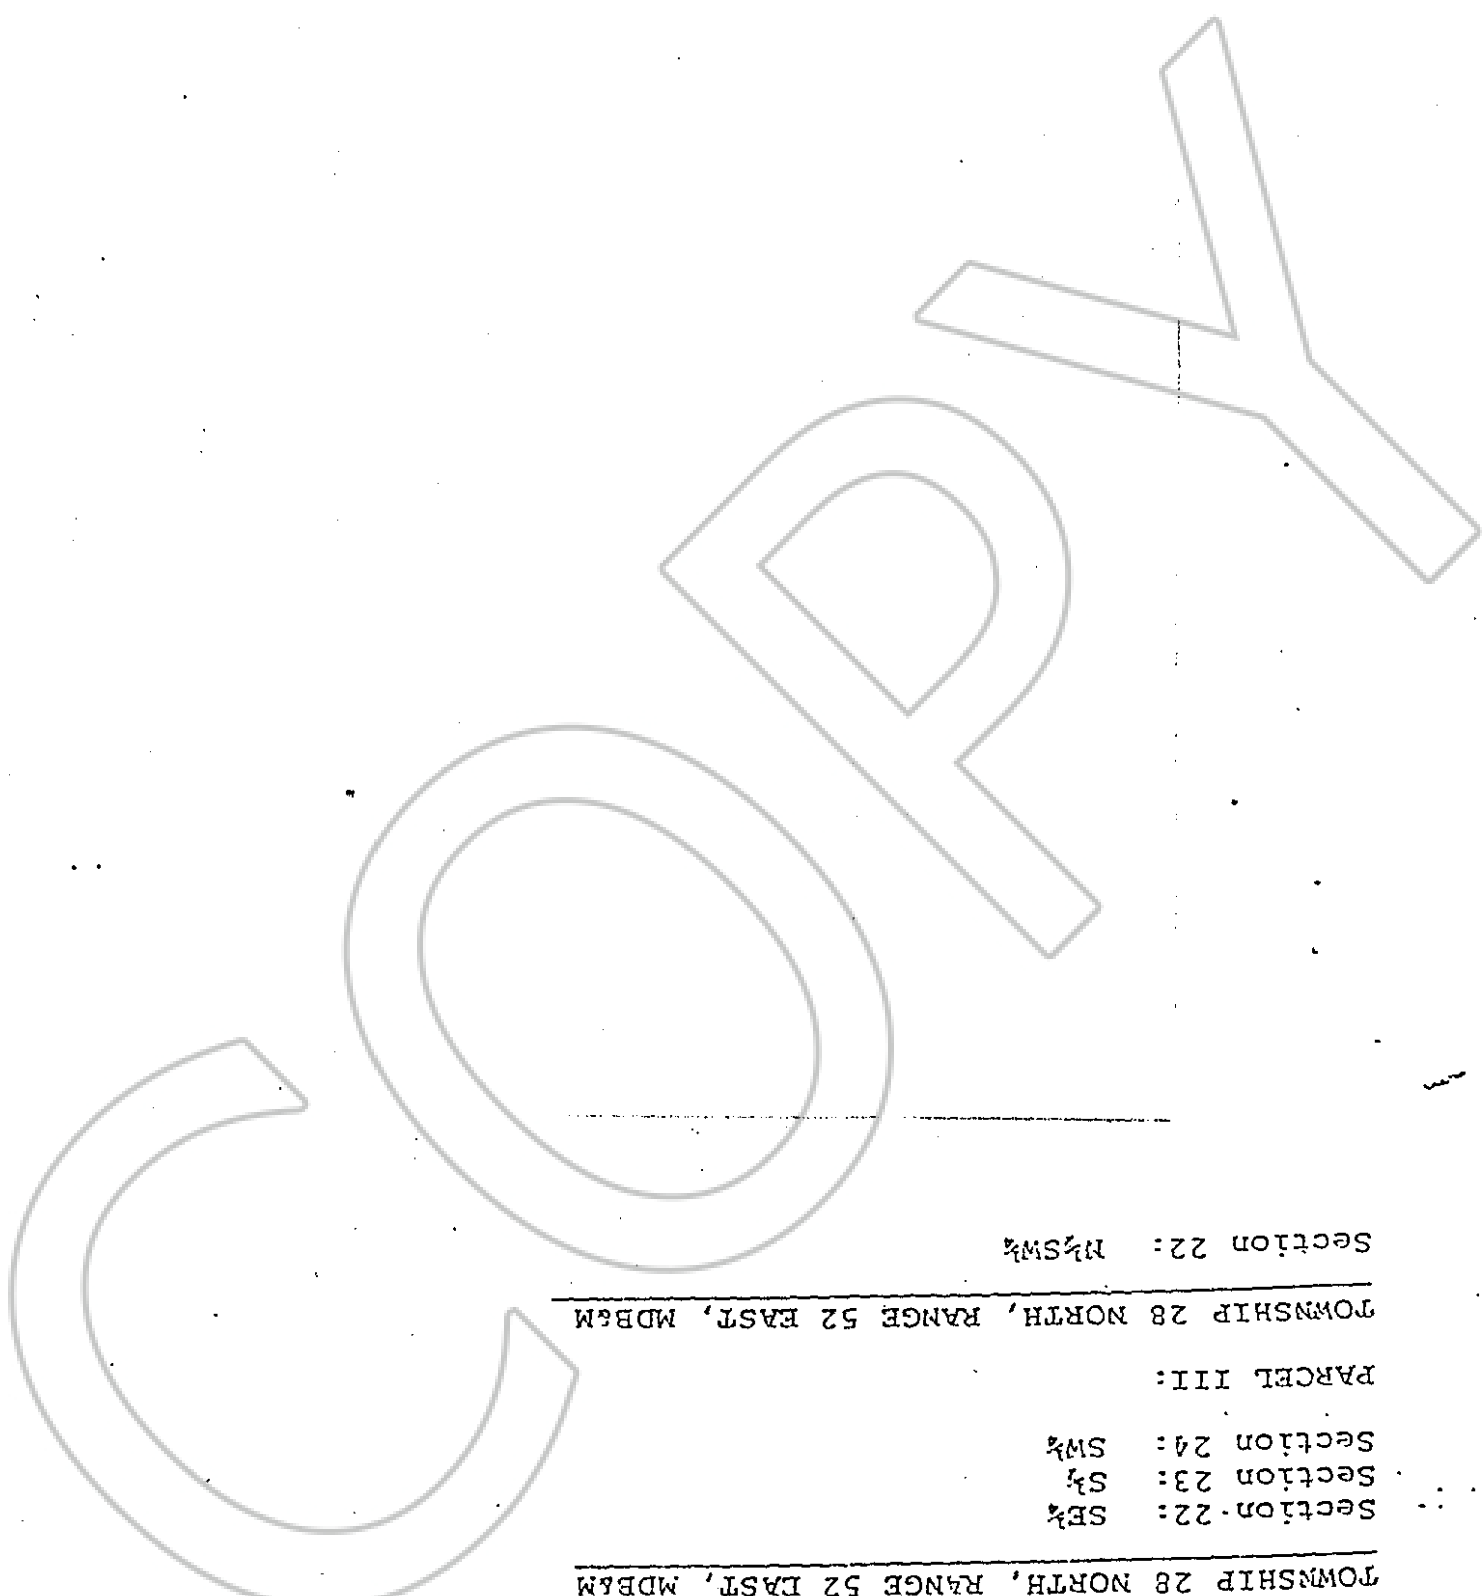 TOWNSHIP 28 NORTH, RANGE 52 EAST, MDB&M
Section 22: SE¼
Section 23: S½
Section 24: SW¼
PARCEL III:
TOWNSHIP 28 NORTH, RANGE 52 EAST, MDB&M
Section 22: N½SW¼
COPY